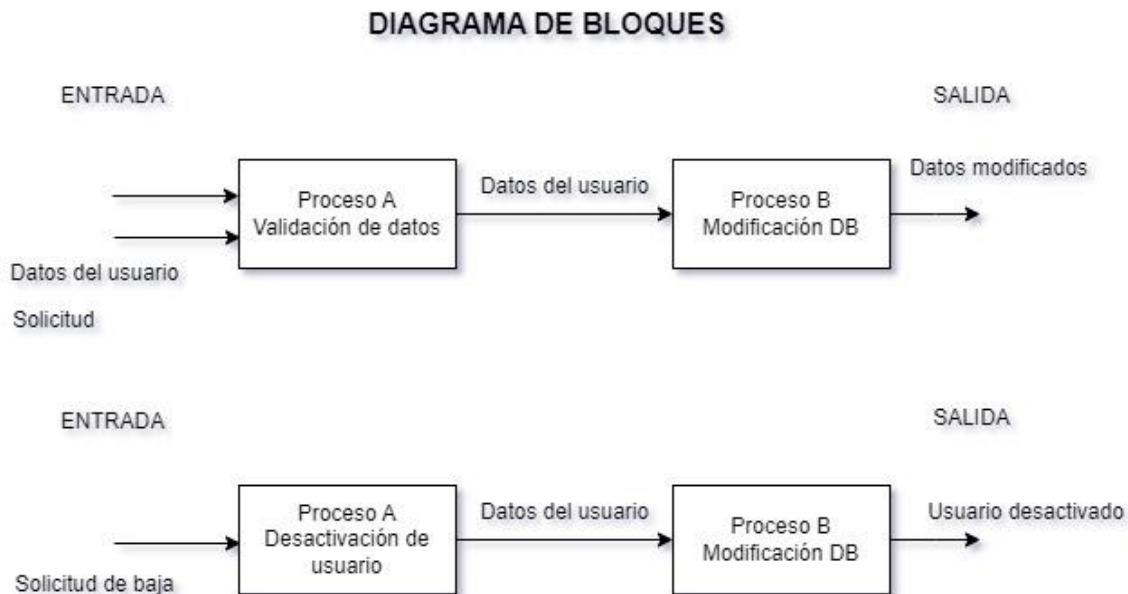 DIAGRAMA DE BLOQUES
ENTRADA
SALIDA
Proceso A
Validación de datos
Datos del usuario
Proceso B
Modificación DB
Datos modificados
Datos del usuario
Solicitud
ENTRADA
SALIDA
Proceso A
Desactivación de
usuario
Datos del usuario
Proceso B
Modificación DB
Usuario desactivado
Solicitud de baja